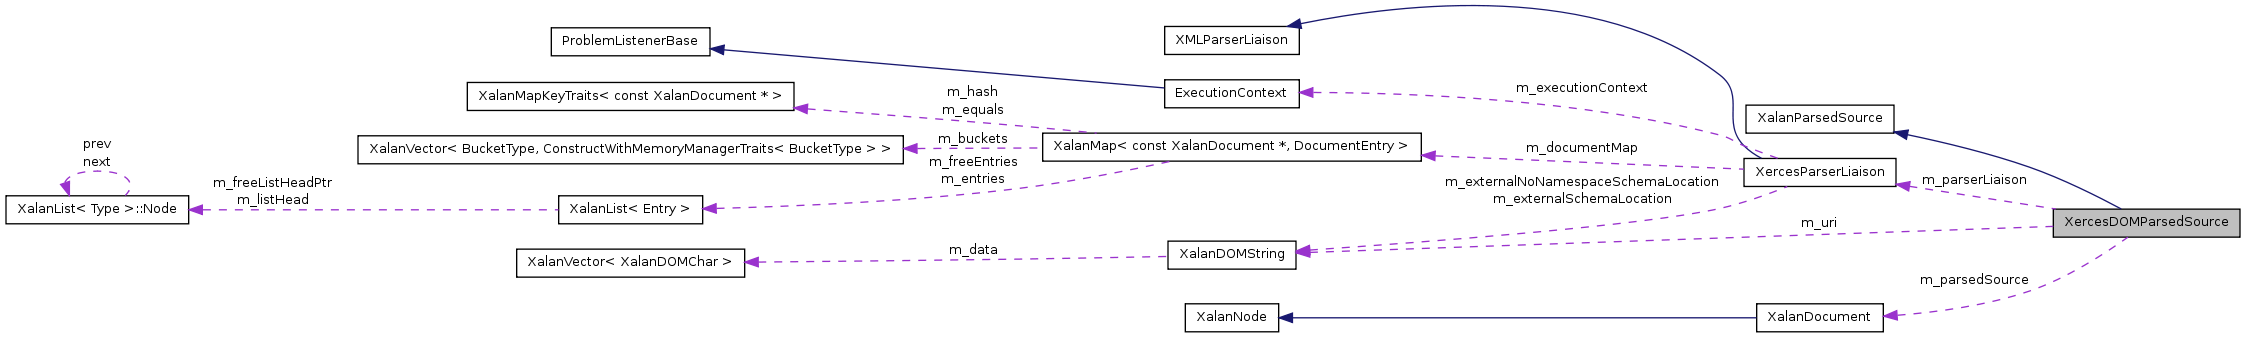 ProblemListenerBase
XMLParserLiaison
XalanMapKeyTraits< const XalanDocument * >
m_hash
m_equals
ExecutionContext
m_executionContext
XalanParsedSource
prev
next
XalanVector< BucketType, ConstructWithMemoryManagerTraits< BucketType > >
m_buckets
XalanMap< const XalanDocument *, DocumentEntry >
m_documentMap
XercesParserLiaison
m_freeEntries
m_entries
m_freeListHeadPtr
m_listHead
m_externalNoNamespaceSchemaLocation
m_externalSchemaLocation
m_parserLiaison
XalanList< Type >::Node
XalanList< Entry >
m_uri
XercesDOMParsedSource
XalanVector< XalanDOMChar >
m_data
XalanDOMString
m_parsedSource
XalanNode
XalanDocument